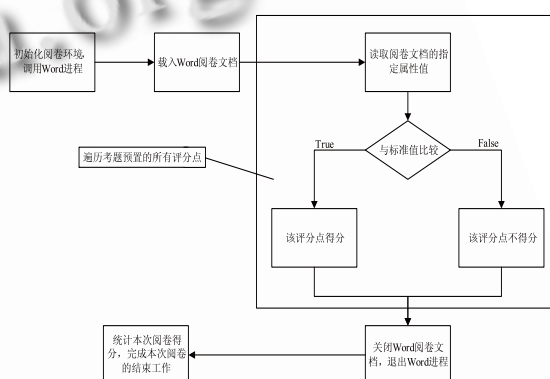 初始化阅卷环境,
调用Word进程
载入Word阅卷文档
读取阅卷文档的指
定属性值
与标准值比较
True
False
遍历考题预置的所有评分点
该评分点得分
该评分点不得分
统计本次阅卷得
分，完成本次阅卷
的结束工作
关闭Word阅卷文
档，退出Word进程